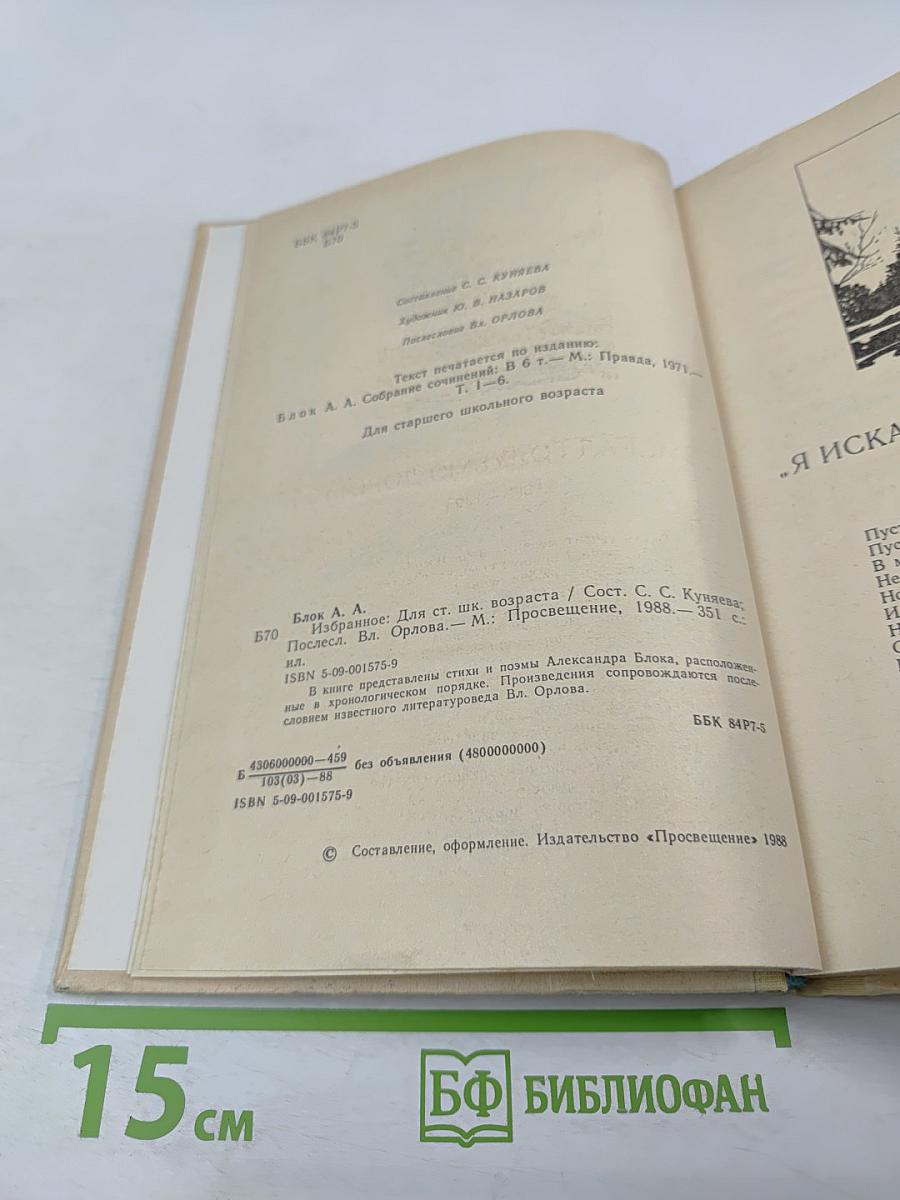 ББК 84Р7-5
Б70
Составление С. С. КУНЯЕВА
Художник Ю. В. НАЗАРОВ
Послесловие Вл. ОРЛОВА
Текст печатается по изданию:
Блок А. А. Собрание сочинений: В 6 т.— М.: Правда, 1971.—
Т. 1—6.
Для старшего школьного возраста
Блок А. А.
Б70 Избранное: Для ст. шк. возраста / Сост. С. С. Куняева;
Послесл. Вл. Орлова.— М.: Просвещение, 1988.— 351 с.:
ил.
ISBN 5-09-001575-9
В книге представлены стихи и поэмы Александра Блока, расположен-
ные в хронологическом порядке. Произведения сопровождаются после-
словием известного литературоведа Вл. Орлова.
ББК 84Р7-5
Б 4306000000—459
103(03)—88 без объявления (4800000000)
ISBN 5-09-001575-9
© Составление, оформление. Издательство «Просвещение» 1988
„Я ИСКА
Пус
Пус
В
Не
Но
И
15 см
БФ БИБЛИОФАН